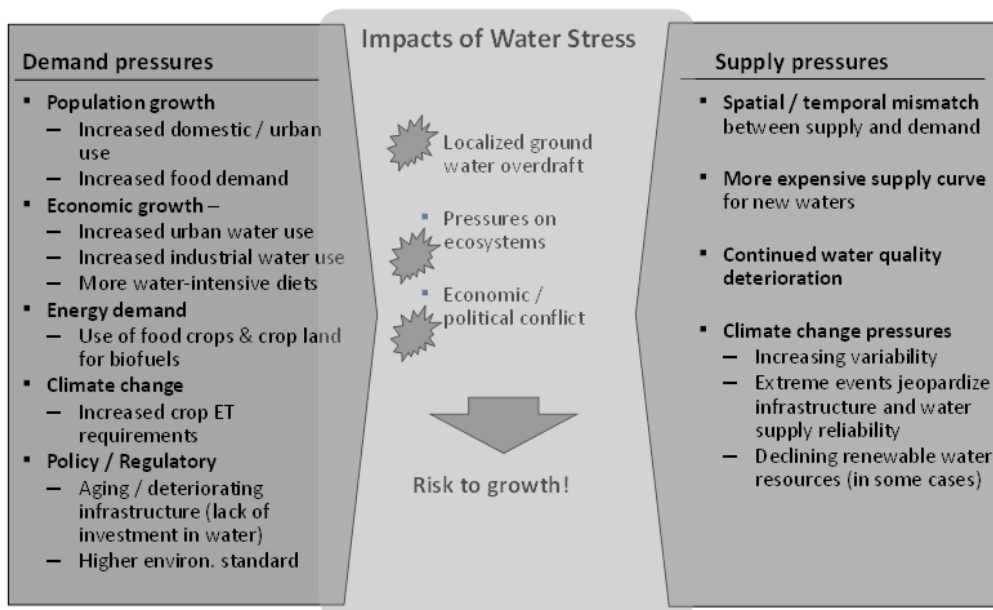 Demand pressures
▪ Population growth
— Increased domestic / urban
use
— Increased food demand
▪ Economic growth –
— Increased urban water use
— Increased industrial water use
— More water-intensive diets
▪ Energy demand
— Use of food crops & crop land
for biofuels
▪ Climate change
— Increased crop ET
requirements
▪ Policy / Regulatory
— Aging / deteriorating
infrastructure (lack of
investment in water)
— Higher environ. standard
Impacts of Water Stress
Localized ground
water overdraft
▪ Pressures on
ecosystems
▪ Economic /
political conflict
Risk to growth!
Supply pressures
▪ Spatial / temporal mismatch
between supply and demand
▪ More expensive supply curve
for new waters
▪ Continued water quality
deterioration
▪ Climate change pressures
— Increasing variability
— Extreme events jeopardize
infrastructure and water
supply reliability
— Declining renewable water
resources (in some cases)